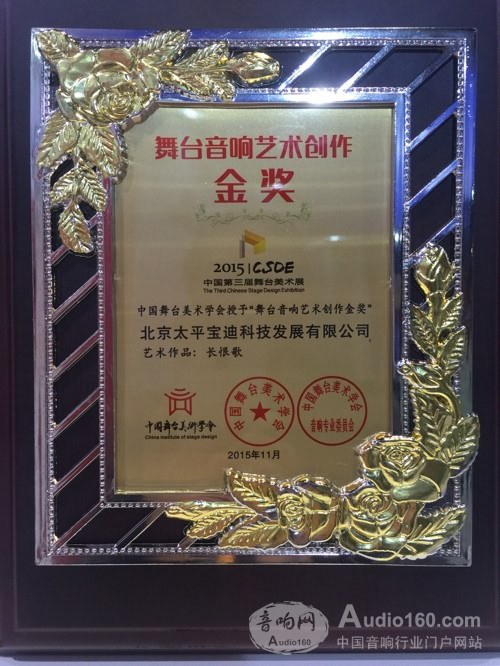 舞台音响艺术创作
金奖
2015 | CSDE
中国第三届舞台美术展
The Third Chinese Stage Design Exhibition
中国舞台美术学会授予“舞台音响艺术创作金奖”
北京太平宝迪科技发展有限公司
艺术作品：长恨歌
中国舞台美術學會
China institute of stage design
中国舞台美术学会
中国舞台美术学会
音响专业委员会
2015年11月
音响网
Audio160
Audio160.com
中国音响行业门户网站